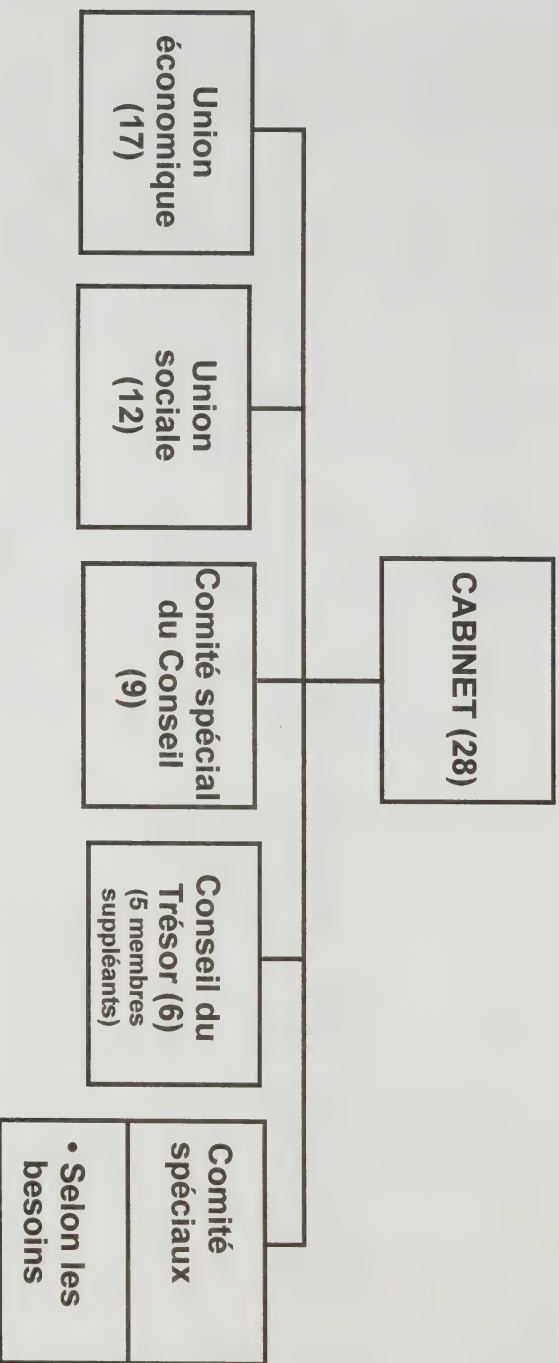 CABINET (28)
Union
économique
(17)
Union
sociale
(12)
Comité spécial
du Conseil
(9)
Conseil du
Trésor (6)
(5 membres
suppléants)
Comité
spéciaux
• Selon les
besoins